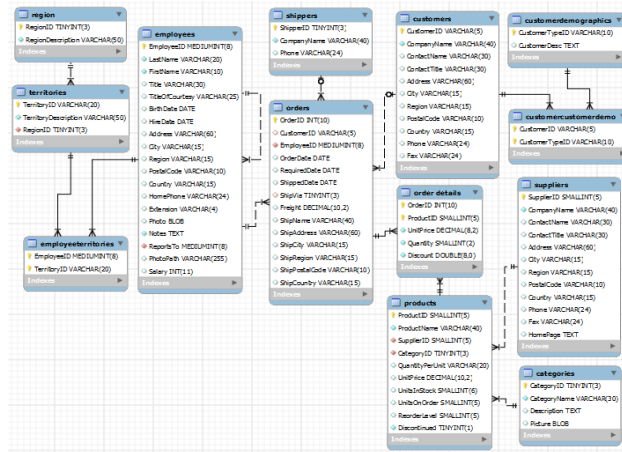 region
RegionID TINYINT(3)
RegionDescription VARCHAR(50)
Indexes
territories
TerritoryID VARCHAR(20)
TerritoryDescription VARCHAR(50)
RegionID TINYINT(3)
Indexes
employeeterritories
EmployeeID MEDIUMINT(8)
TerritoryID VARCHAR(20)
Indexes
employees
EmployeeID MEDIUMINT(8)
LastName VARCHAR(20)
FirstName VARCHAR(10)
Title VARCHAR(30)
TitleOfCourtesy VARCHAR(25)
BirthDate DATE
HireDate DATE
Address VARCHAR(60)
City VARCHAR(15)
Region VARCHAR(15)
PostalCode VARCHAR(10)
Country VARCHAR(15)
HomePhone VARCHAR(24)
Extension VARCHAR(4)
Photo BLOB
Notes TEXT
ReportsTo MEDIUMINT(8)
PhotoPath VARCHAR(255)
Salary INT(11)
Indexes
shippers
ShipperID TINYINT(3)
CompanyName VARCHAR(40)
Phone VARCHAR(24)
Indexes
orders
OrderID INT(10)
CustomerID VARCHAR(5)
EmployeeID MEDIUMINT(8)
OrderDate DATE
RequiredDate DATE
ShippedDate DATE
ShipVia TINYINT(3)
Freight DECIMAL(10,2)
ShipName VARCHAR(40)
ShipAddress VARCHAR(60)
ShipCity VARCHAR(15)
ShipRegion VARCHAR(15)
ShipPostalCode VARCHAR(10)
ShipCountry VARCHAR(15)
Indexes
customers
CustomerID VARCHAR(5)
CompanyName VARCHAR(40)
ContactName VARCHAR(30)
ContactTitle VARCHAR(30)
Address VARCHAR(60)
City VARCHAR(15)
Region VARCHAR(15)
PostalCode VARCHAR(10)
Country VARCHAR(15)
Phone VARCHAR(24)
Fax VARCHAR(24)
Indexes
order details
OrderID INT(10)
ProductID SMALLINT(5)
UnitPrice DECIMAL(8,2)
Quantity SMALLINT(2)
Discount DOUBLE(8,0)
Indexes
products
ProductID SMALLINT(5)
ProductName VARCHAR(40)
SupplierID SMALLINT(5)
CategoryID TINYINT(3)
QuantityPerUnit VARCHAR(20)
UnitPrice DECIMAL(10,2)
UnitsInStock SMALLINT(6)
UnitsOnOrder SMALLINT(5)
ReorderLevel SMALLINT(5)
Discontinued TINYINT(1)
Indexes
customerdemographics
CustomerTypeID VARCHAR(10)
CustomerDesc TEXT
Indexes
customercustomerdemo
CustomerID VARCHAR(5)
CustomerTypeID VARCHAR(10)
Indexes
suppliers
SupplierID SMALLINT(5)
CompanyName VARCHAR(40)
ContactName VARCHAR(30)
ContactTitle VARCHAR(30)
Address VARCHAR(60)
City VARCHAR(15)
Region VARCHAR(15)
PostalCode VARCHAR(10)
Country VARCHAR(15)
Phone VARCHAR(24)
Fax VARCHAR(24)
HomePage TEXT
Indexes
categories
CategoryID TINYINT(3)
CategoryName VARCHAR(30)
Description TEXT
Picture BLOB
Indexes